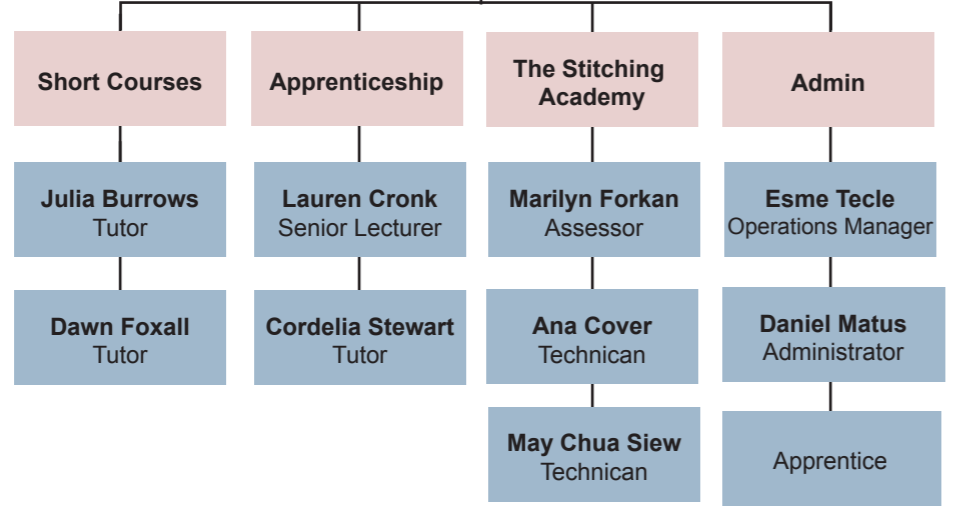 Short Courses
Julia Burrows
Tutor
Dawn Foxall
Tutor
Apprenticeship
Lauren Cronk
Senior Lecturer
Cordelia Stewart
Tutor
The Stitching
Academy
Marilyn Forkan
Assessor
Ana Cover
Technican
May Chua Siew
Technican
Admin
Esme Tecle
Operations Manager
Daniel Matus
Administrator
Apprentice